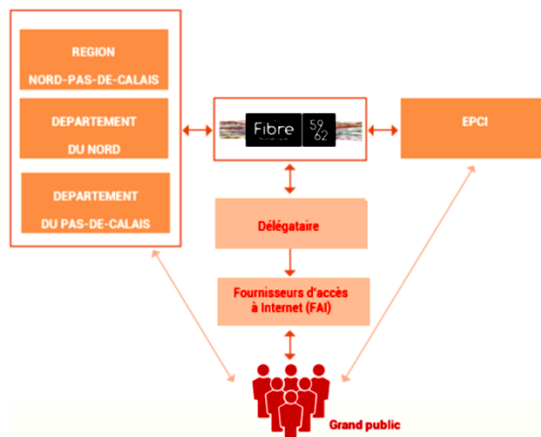 REGION
NORD-PAS-DE-CALAIS
DEPARTEMENT
DU NORD
DEPARTEMENT
DU PAS-DE-CALAIS
Fibre
59
62
EPCI
Délégataire
Fournisseurs d'accès
à Internet (FAI)
Grand public